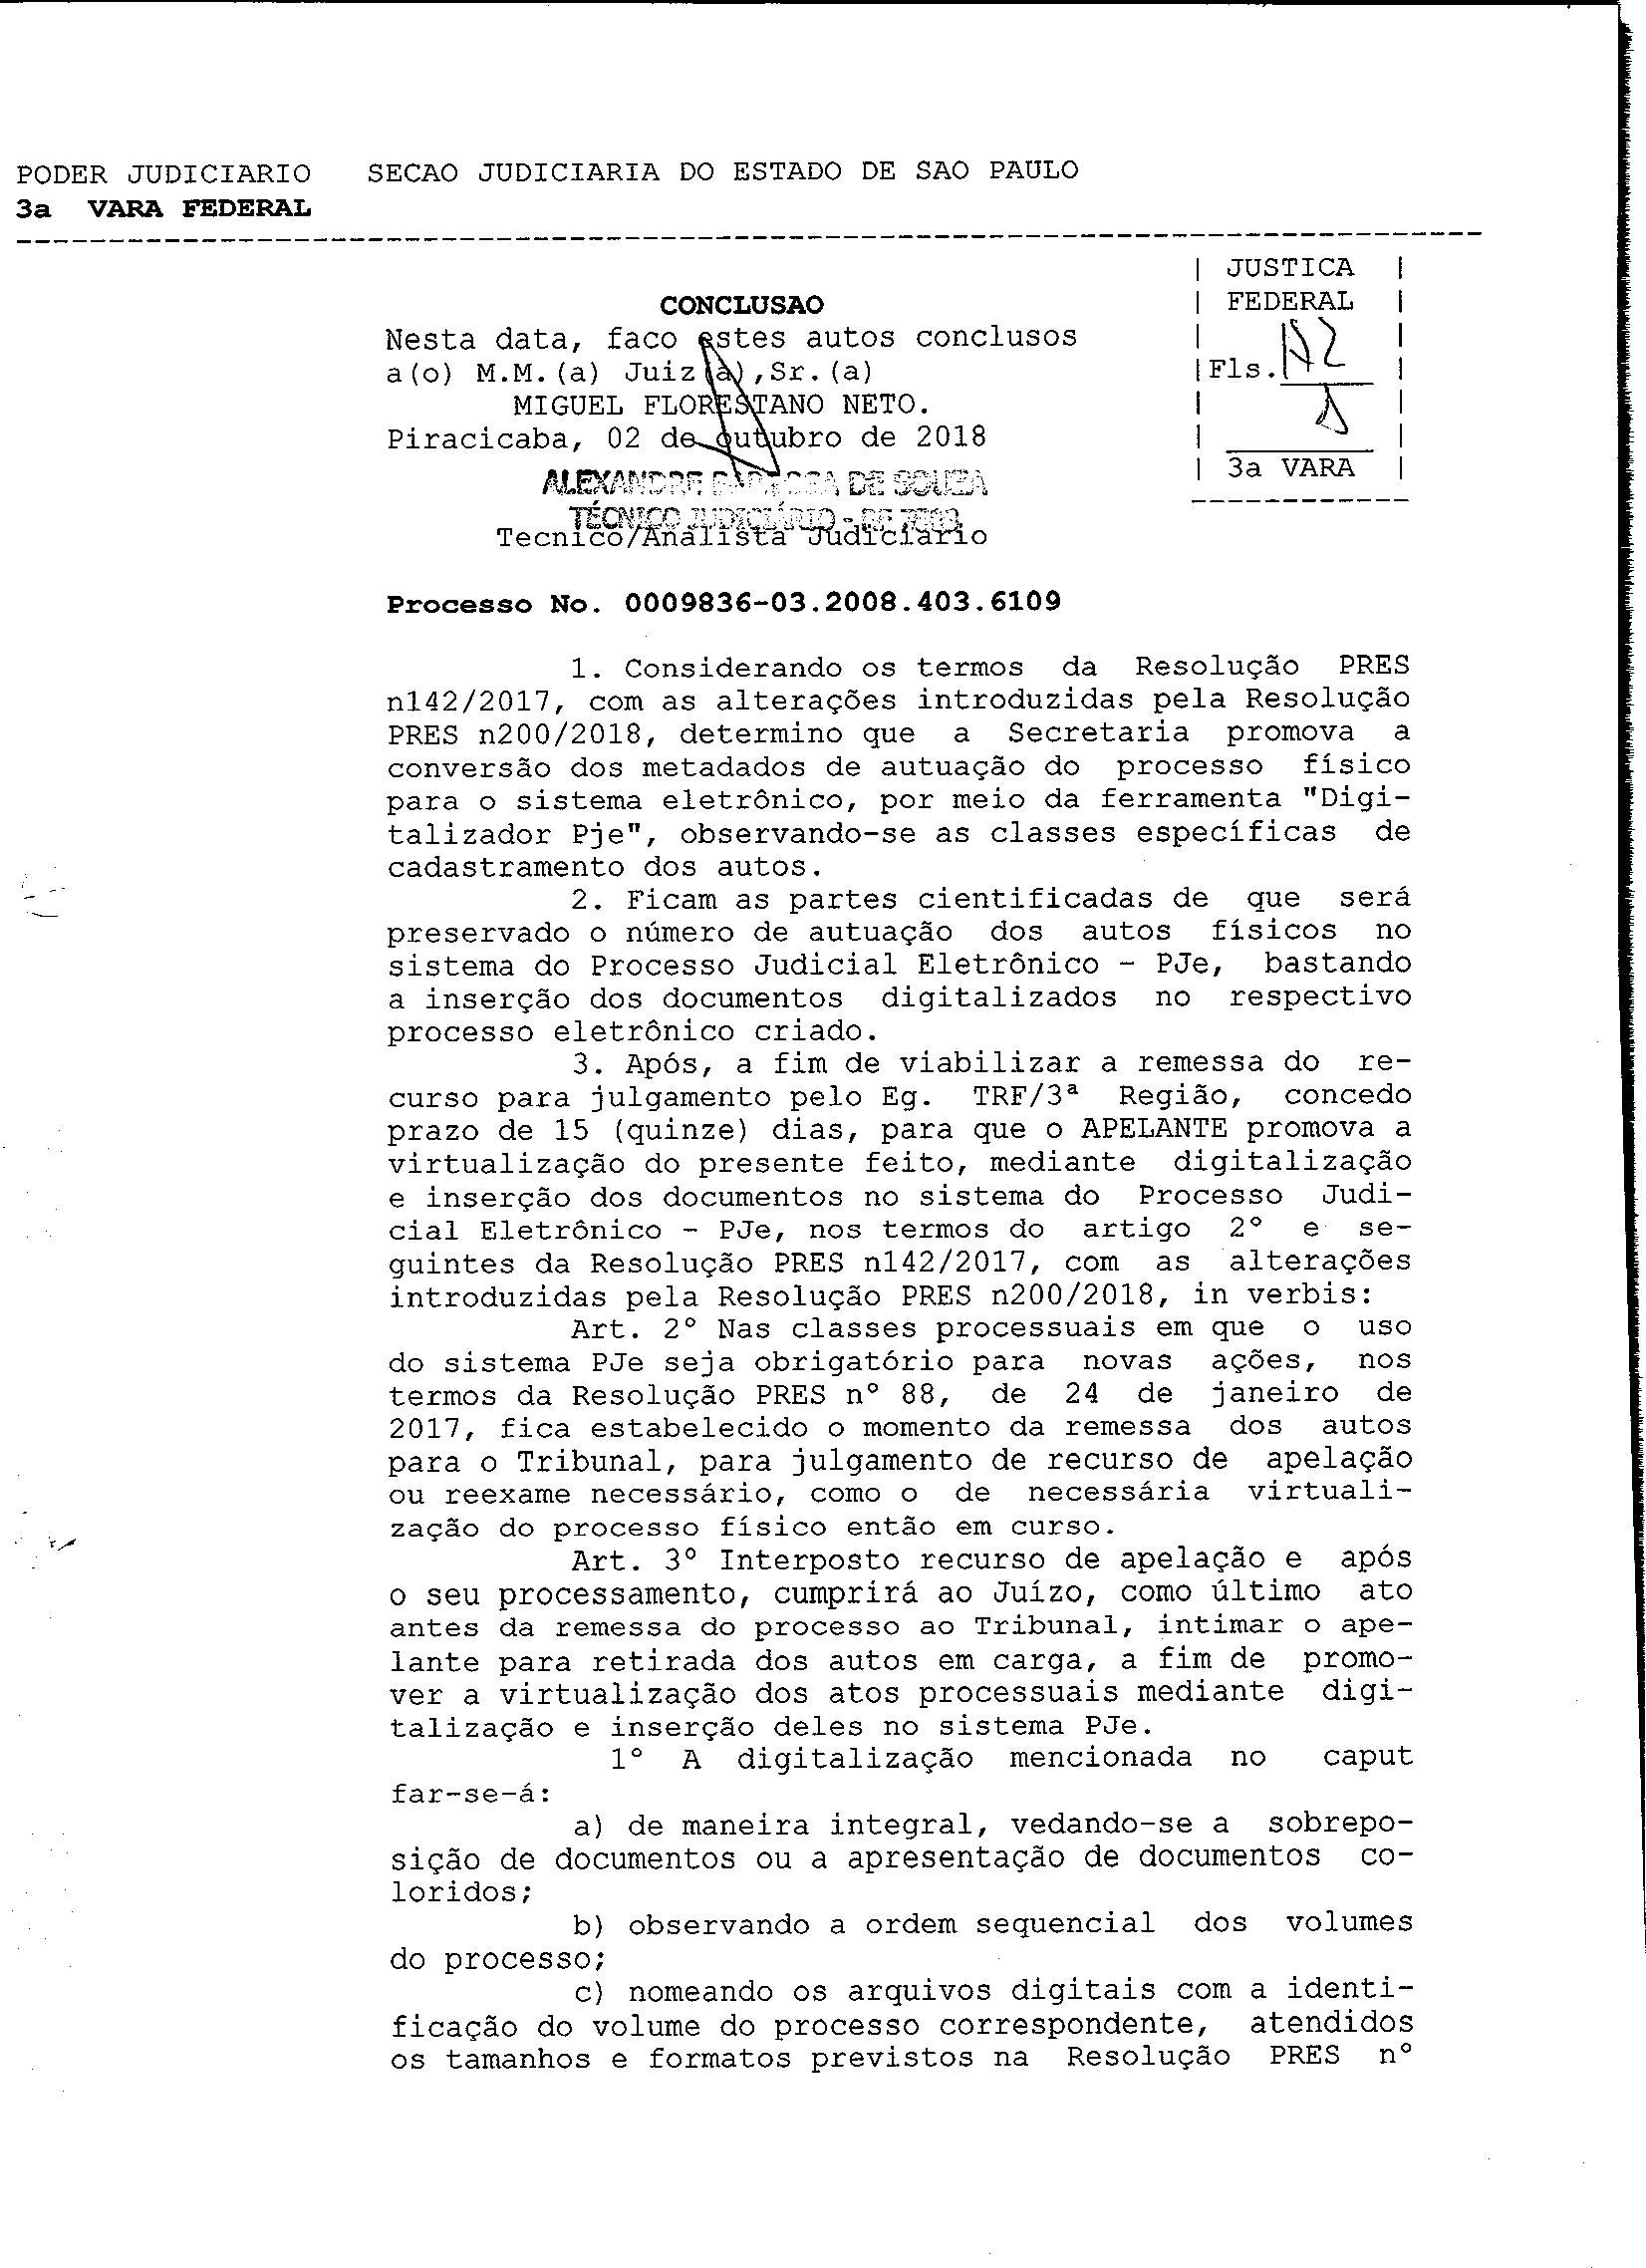 PODER JUDICIARIO SECAO JUDICIARIA DO ESTADO DE SAO PAULO
3a VARA FEDERAL
JUSTICA
FEDERAL
Fls.
3a VARA
CONCLUSAO
Nesta data, faco estes autos conclusos
a(o) M.M.(a) Juiz(a),Sr.(a)
MIGUEL FLORESTANO NETO.
Piracicaba, 02 de outubro de 2018
ALEXANDRE BARBOSA DE SOUZA
TÉCNICO JUDICIÁRIO - RF
Tecnico/Analista Judiciario
Processo No. 0009836-03.2008.403.6109
1. Considerando os termos da Resolução PRES
n142/2017, com as alterações introduzidas pela Resolução
PRES n200/2018, determino que a Secretaria promova a
conversão dos metadados de autuação do processo físico
para o sistema eletrônico, por meio da ferramenta "Digi-
talizador Pje", observando-se as classes específicas de
cadastramento dos autos.
2. Ficam as partes cientificadas de que será
preservado o número de autuação dos autos físicos no
sistema do Processo Judicial Eletrônico - PJe, bastando
a inserção dos documentos digitalizados no respectivo
processo eletrônico criado.
3. Após, a fim de viabilizar a remessa do re-
curso para julgamento pelo Eg. TRF/3ª Região, concedo
prazo de 15 (quinze) dias, para que o APELANTE promova a
virtualização do presente feito, mediante digitalização
e inserção dos documentos no sistema do Processo Judi-
cial Eletrônico - PJe, nos termos do artigo 2º e se-
guintes da Resolução PRES n142/2017, com as alterações
introduzidas pela Resolução PRES n200/2018, in verbis:
Art. 2º Nas classes processuais em que o uso
do sistema PJe seja obrigatório para novas ações, nos
termos da Resolução PRES nº 88, de 24 de janeiro de
2017, fica estabelecido o momento da remessa dos autos
para o Tribunal, para julgamento de recurso de apelação
ou reexame necessário, como o de necessária virtuali-
zação do processo físico então em curso.
Art. 3º Interposto recurso de apelação e após
o seu processamento, cumprirá ao Juízo, como último ato
antes da remessa do processo ao Tribunal, intimar o ape-
lante para retirada dos autos em carga, a fim de promo-
ver a virtualização dos atos processuais mediante digi-
talização e inserção deles no sistema PJe.
1º A digitalização mencionada no caput
far-se-á:
a) de maneira integral, vedando-se a sobrepo-
sição de documentos ou a apresentação de documentos co-
loridos;
b) observando a ordem sequencial dos volumes
do processo;
c) nomeando os arquivos digitais com a identi-
ficação do volume do processo correspondente, atendidos
os tamanhos e formatos previstos na Resolução PRES nº